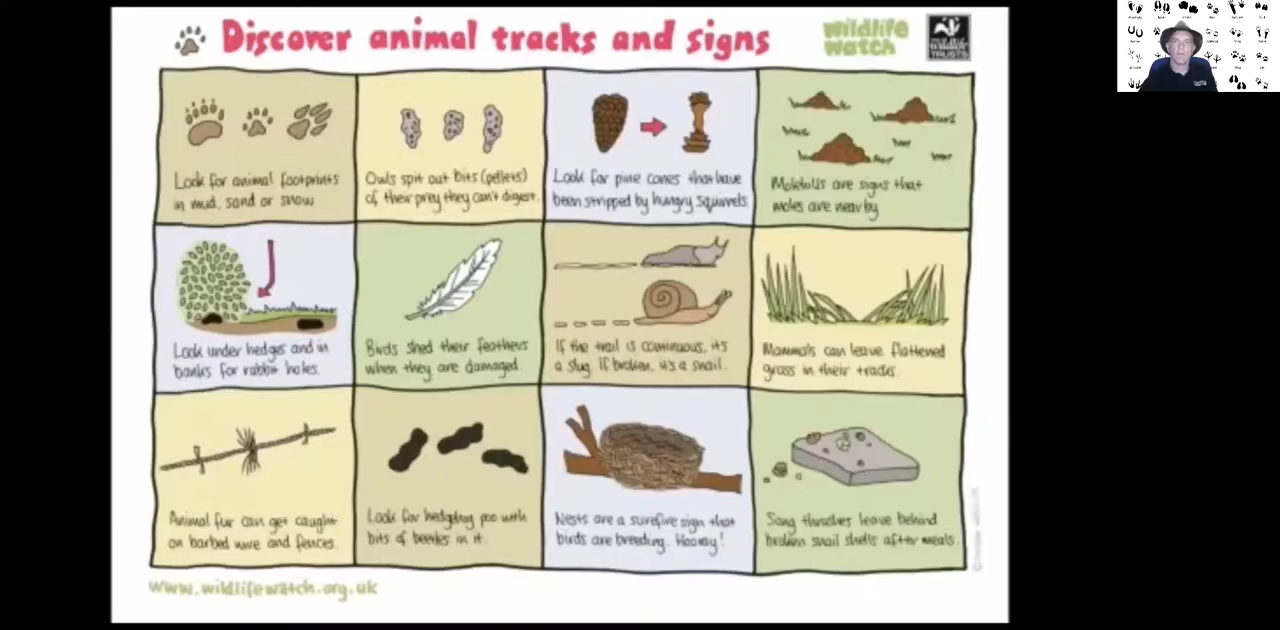 Discover animal tracks and signs
wildlife
watch
wildlife
TRUSTS
Look for animal footprints
in mud, sand or snow
Owls spit out bits (pellets)
of their prey they can't digest.
Look for pine cones that have
been stripped by hungry squirrels.
Molehills are signs that
moles are nearby
Look under hedges and in
banks for rabbit holes.
Birds shed their feathers
when they are damaged.
If the trail is continuous, it's
a slug. If broken, it's a snail.
Mammals can leave flattened
grass in their tracks.
Animal fur can get caught
on barbed wire and fences.
Look for hedgehog poo with
bits of beetles in it.
Nests are a surefire sign that
birds are breeding. Hooray!
Song thrushes leave behind
broken snail shells after meals.
www.wildlifewatch.org.uk